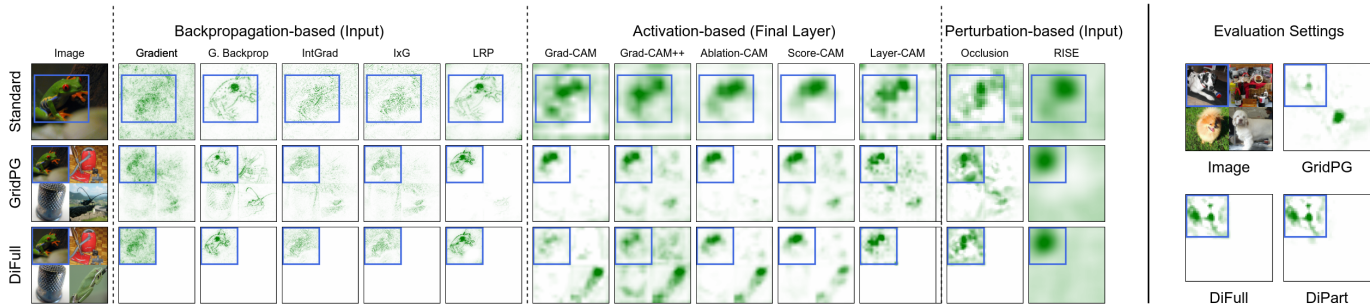 Backpropagation-based (Input)
Activation-based (Final Layer)
Perturbation-based (Input)
Evaluation Settings
Image
Gradient
G. Backprop
IntGrad
IxG
LRP
Grad-CAM
Grad-CAM++
Ablation-CAM
Score-CAM
Layer-CAM
Occlusion
RISE
Standard
GridPG
DiFull
Image
GridPG
DiFull
DiPart